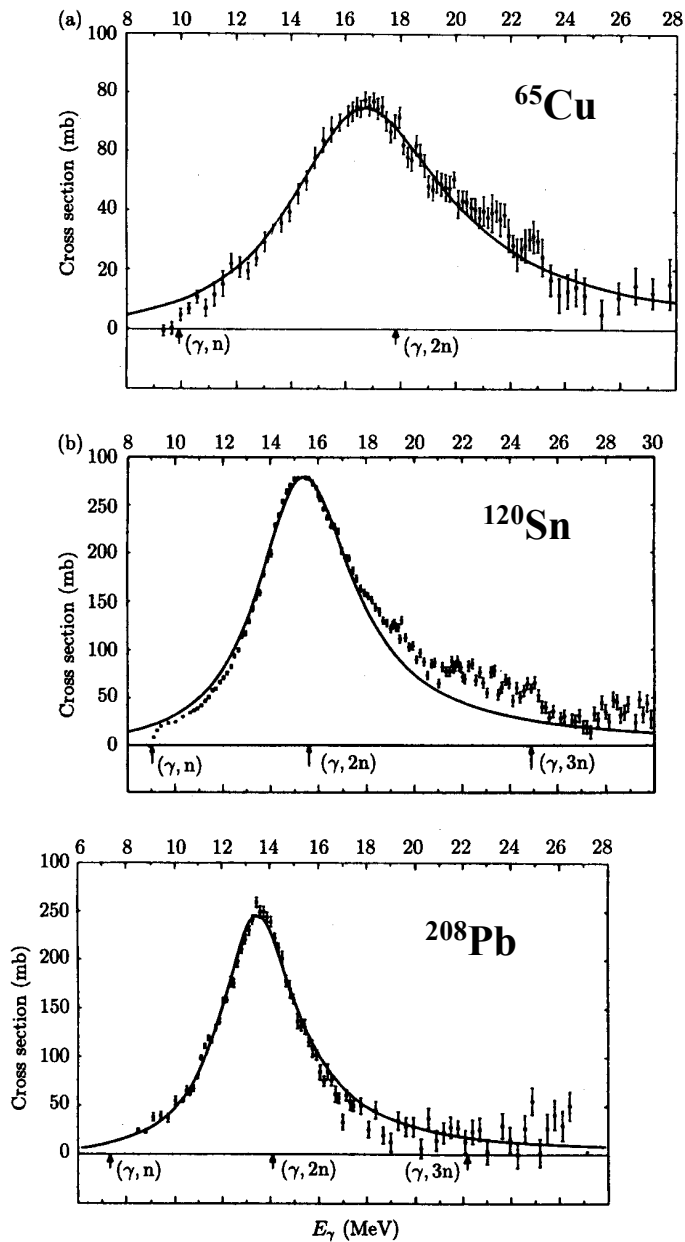 (a)
8 10 12 14 16 18 20 22 24 26 28
100
80
60
40
20
0
Cross section (mb)
⁶⁵Cu
(γ, n)
(γ, 2n)
(b)
8 10 12 14 16 18 20 22 24 26 28 30
300
250
200
150
100
50
0
Cross section (mb)
¹²⁰Sn
(γ, n)
(γ, 2n)
(γ, 3n)
6 8 10 12 14 16 18 20 22 24 26 28
100
250
200
150
100
50
0
Cross section (mb)
²⁰⁸Pb
(γ, n)
(γ, 2n)
(γ, 3n)
Eγ (MeV)